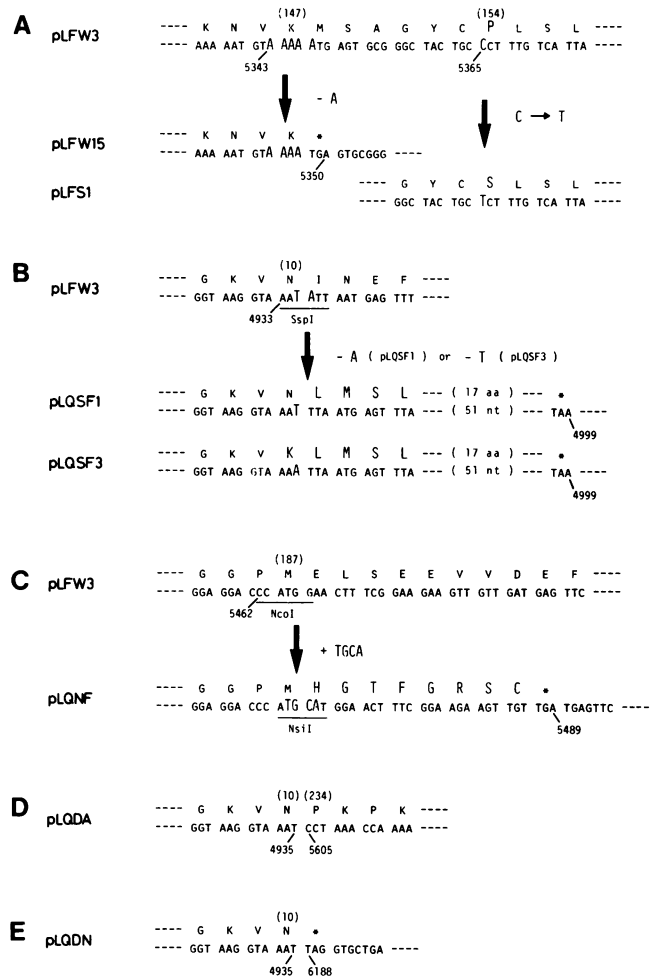 A
(147) (154)
pLFW3 ---- K N V K M S A G Y C P L S L ----
---- AAA AAT GTA AAA ATG AGT GCG GGC TAC TGC CCT TTG TCA TTA ----
5343 5365
- A C → T
pLFW15 ---- K N V K *
---- AAA AAT GTA AAA TGA GTGCGGG ----
5350
pLFS1 ---- G Y C S L S L ----
---- GGC TAC TGC TCT TTG TCA TTA ----
B
(10)
pLFW3 ---- G K V N I N E F ----
---- GGT AAG GTA AAT ATT AAT GAG TTT ----
4933 SspI
- A ( pLQSF1 ) or - T ( pLQSF3 )
pLQSF1 ---- G K V N L M S L --- ( 17 aa ) --- *
---- GGT AAG GTA AAT TTA ATG AGT TTA --- ( 51 nt ) --- TAA ----
4999
pLQSF3 ---- G K V K L M S L --- ( 17 aa ) --- *
---- GGT AAG GTA AAA TTA ATG AGT TTA --- ( 51 nt ) --- TAA ----
4999
C
(187)
pLFW3 ---- G G P M E L S E E V V D E F ----
---- GGA GGA CCC ATG GAA CTT TCG GAA GAA GTT GTT GAT GAG TTC ----
5462 NcoI
+ TGCA
pLQNF ---- G G P M H G T F G R S C *
---- GGA GGA CCC ATG CAT GGA ACT TTC GGA AGA AGT TGT TGA TGAGTTC ----
NsiI 5489
D
(10) (234)
pLQDA ---- G K V N P K P K ----
---- GGT AAG GTA AAT CCT AAA CCA AAA ----
4935 5605
E
(10)
pLQDN ---- G K V N *
---- GGT AAG GTA AAT TAG GTGCTGA ----
4935 6188